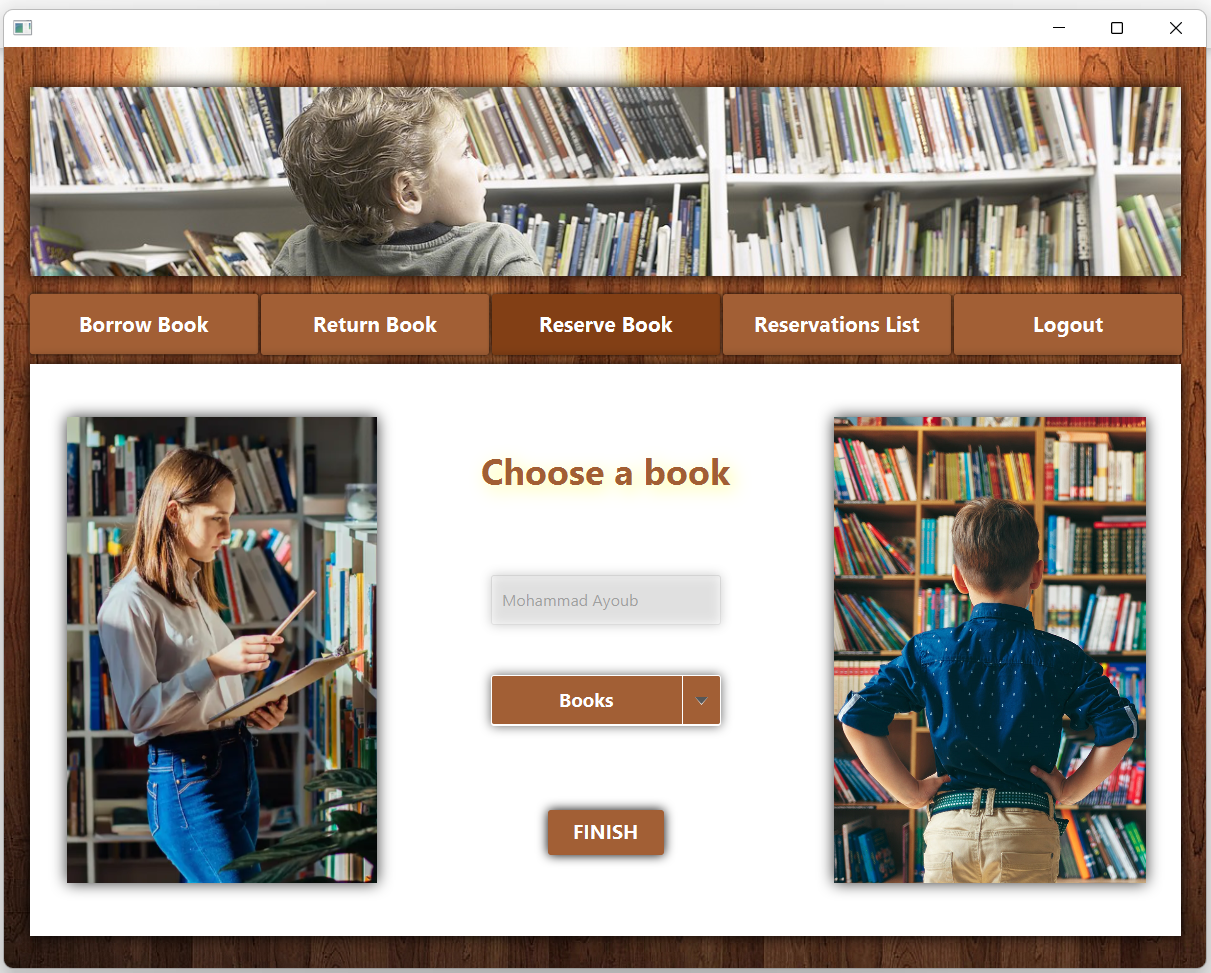 Borrow Book
Return Book
Reserve Book
Reservations List
Logout
Choose a book
Mohammad Ayoub
Books
FINISH